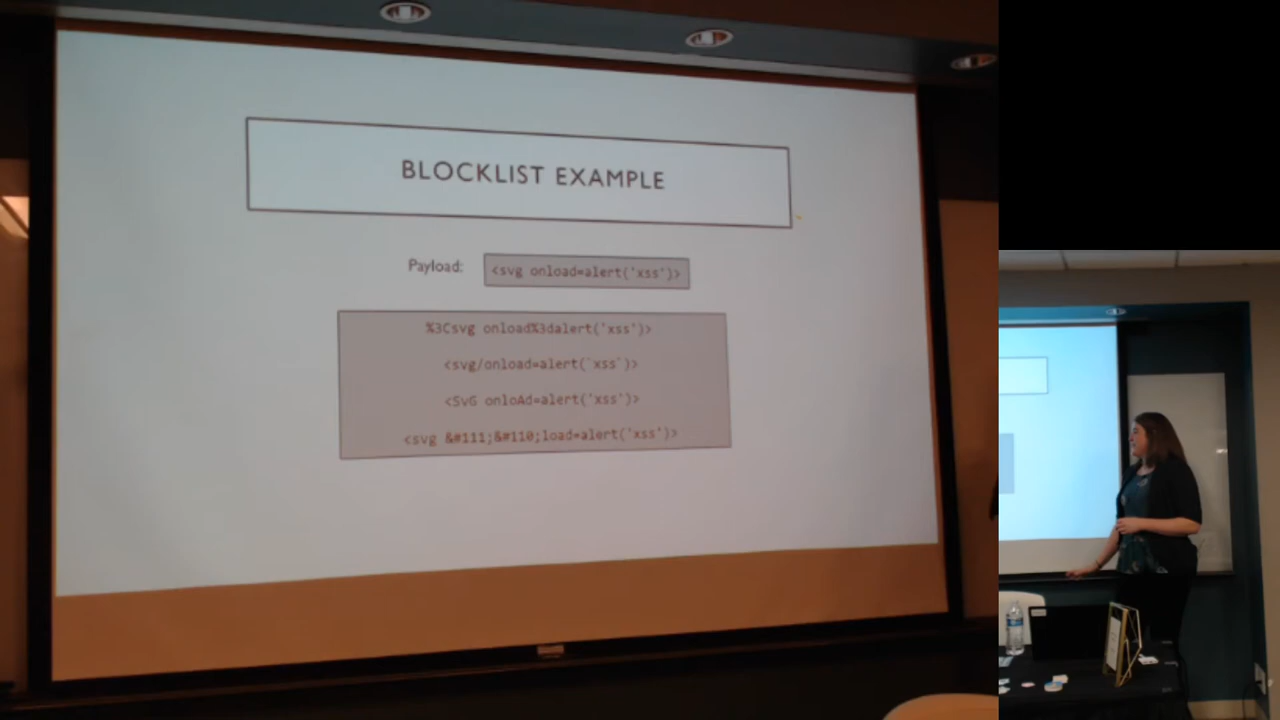 BLOCKLIST EXAMPLE
Payload: <svg onload=alert('xss')>
%3Csvg onload%3dalert('xss')>
<svg/onload=alert(`xss`)>
<SvG onloAd=alert('xss')>
<svg &#111;&#110;load=alert('xss')>